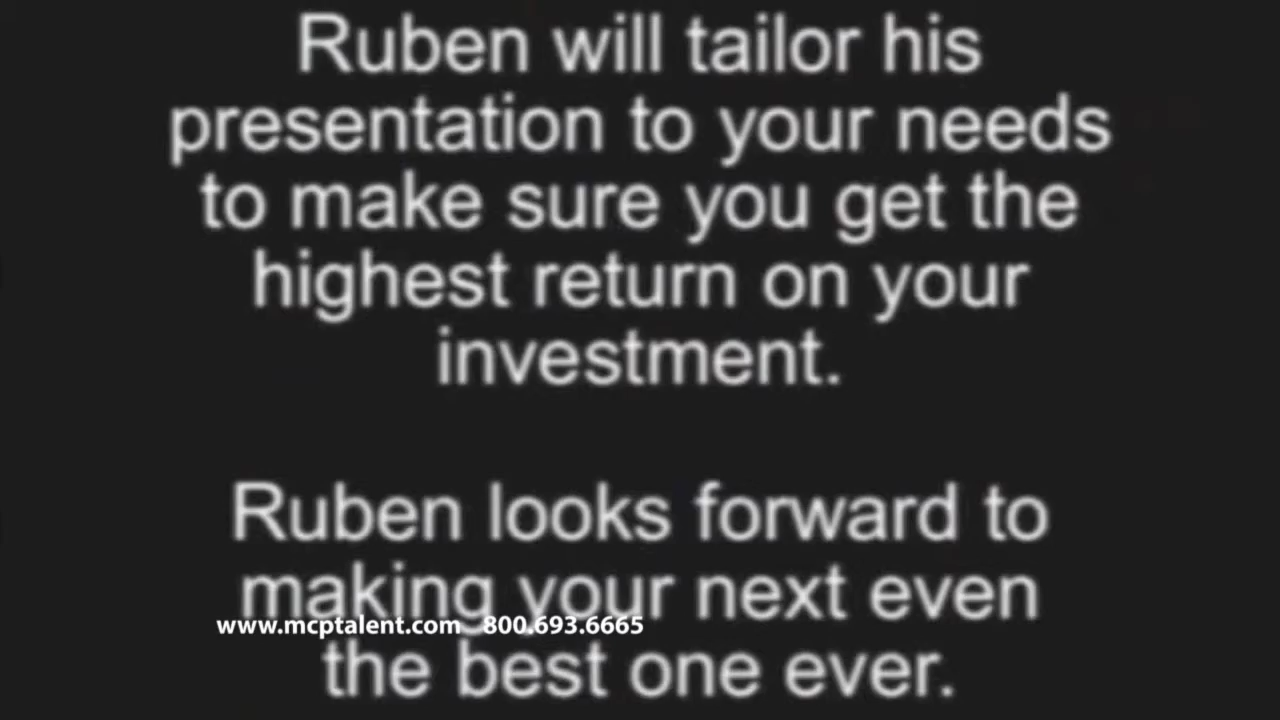 Ruben will tailor his
presentation to your needs
to make sure you get the
highest return on your
investment.
Ruben looks forward to
making your next even
www.mcptalent.com 800.693.6665
the best one ever.